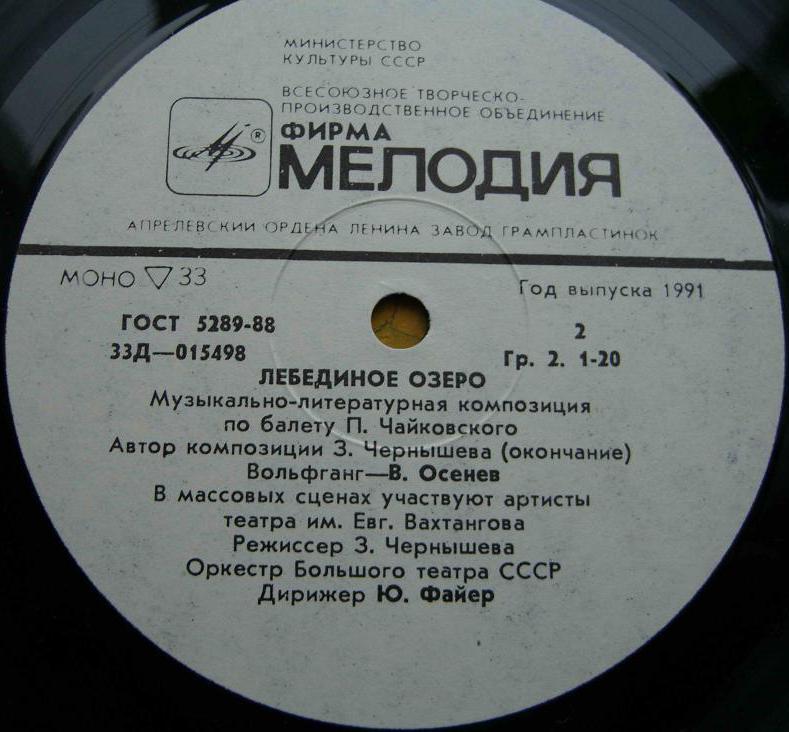 МИНИСТЕРСТВО
КУЛЬТУРЫ СССР
ВСЕСОЮЗНОЕ ТВОРЧЕСКО-
ПРОИЗВОДСТВЕННОЕ ОБЪЕДИНЕНИЕ
®
ФИРМА
МЕЛОДИЯ
АПРЕЛЕВСКИЙ ОРДЕНА ЛЕНИНА ЗАВОД ГРАМПЛАСТИНОК
МОНО ▽ 33
Год выпуска 1991
ГОСТ 5289-88
2
33Д—015498
Гр. 2. 1-20
ЛЕБЕДИНОЕ ОЗЕРО
Музыкально-литературная композиция
по балету П. Чайковского
Автор композиции З. Чернышева (окончание)
Вольфганг—В. Осенев
В массовых сценах участвуют артисты
театра им. Евг. Вахтангова
Режиссер З. Чернышева
Оркестр Большого театра СССР
Дирижер Ю. Файер